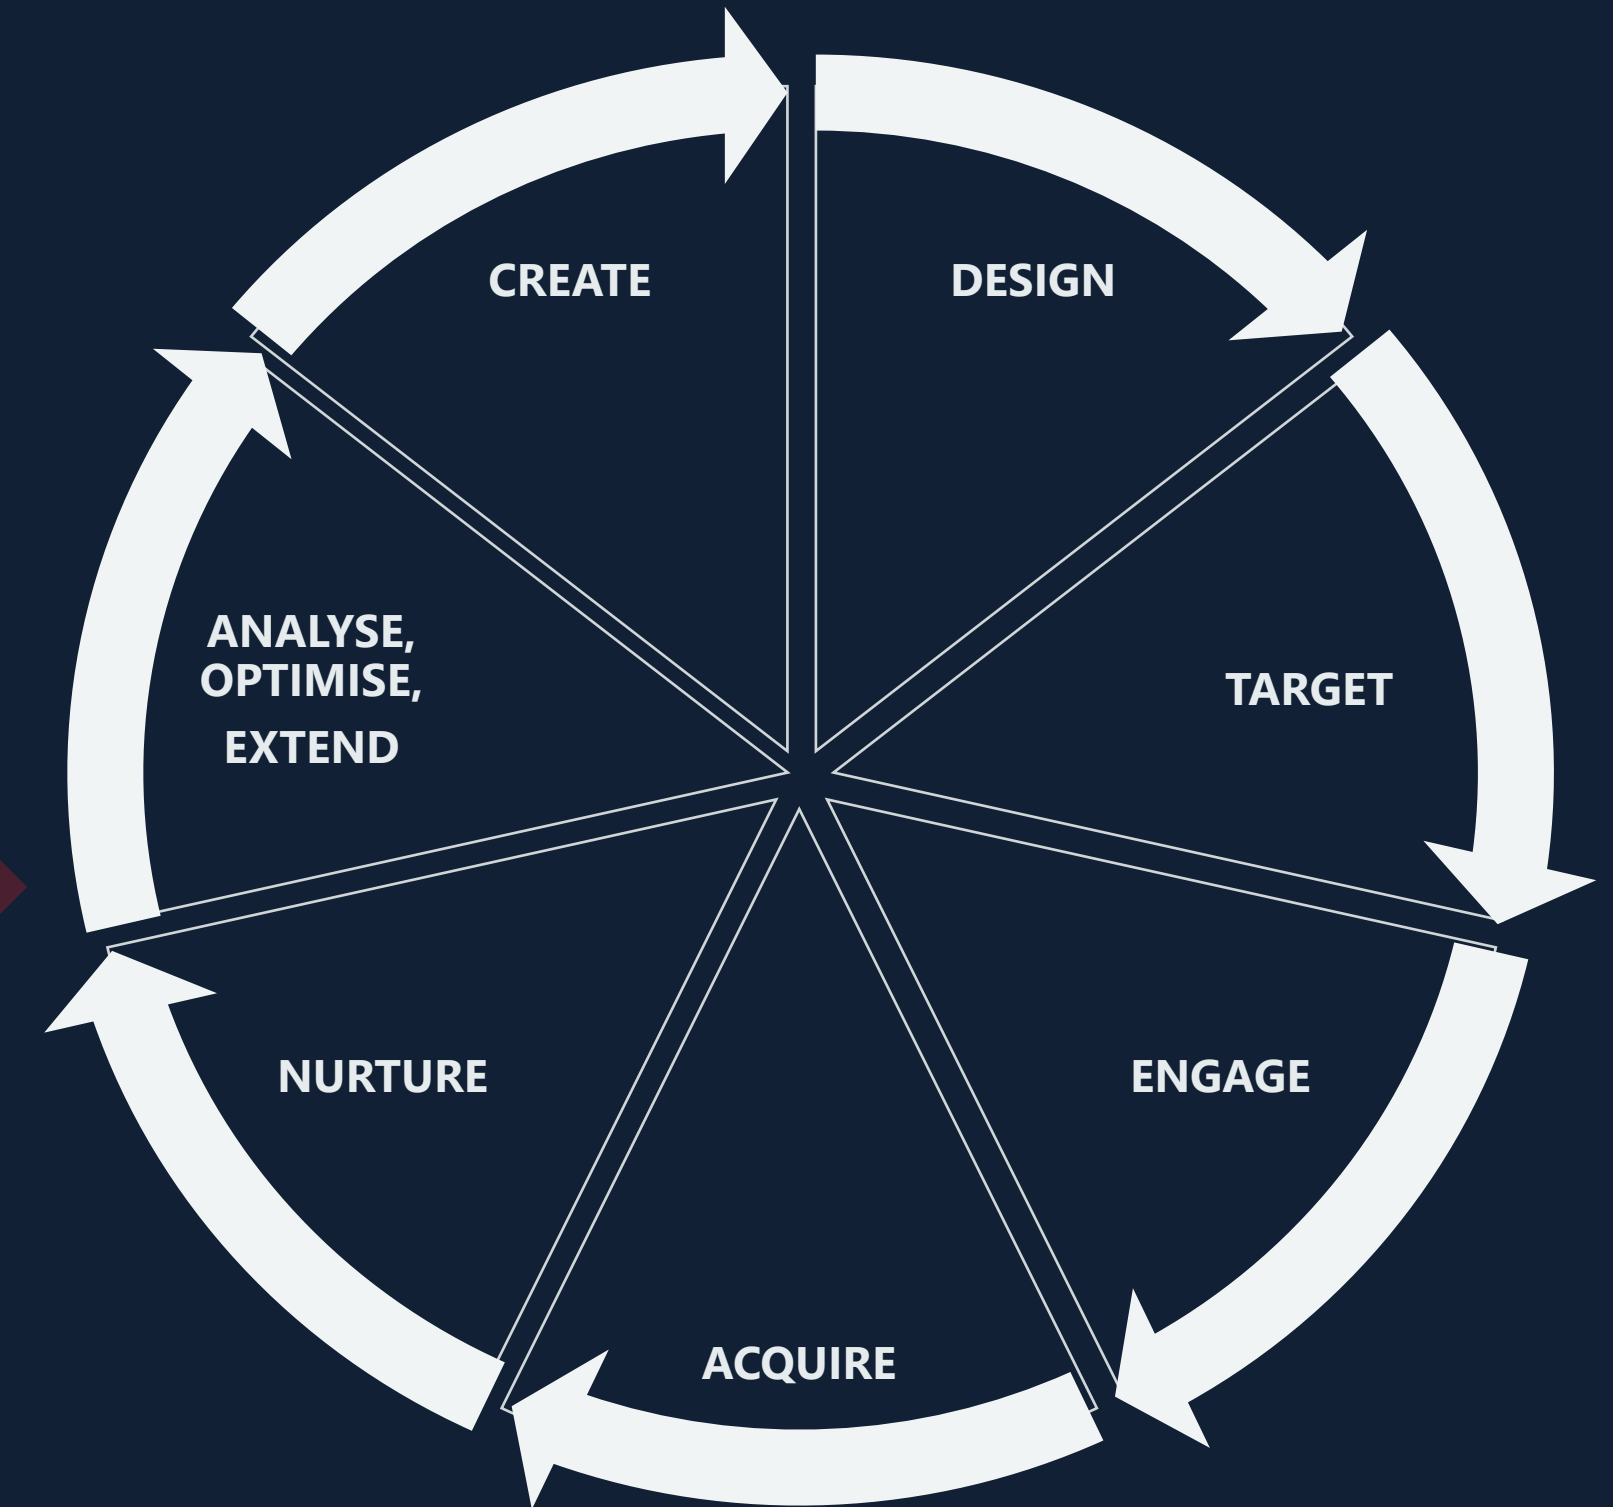 CREATE
DESIGN
ANALYSE,
OPTIMISE,
EXTEND
TARGET
NURTURE
ENGAGE
ACQUIRE